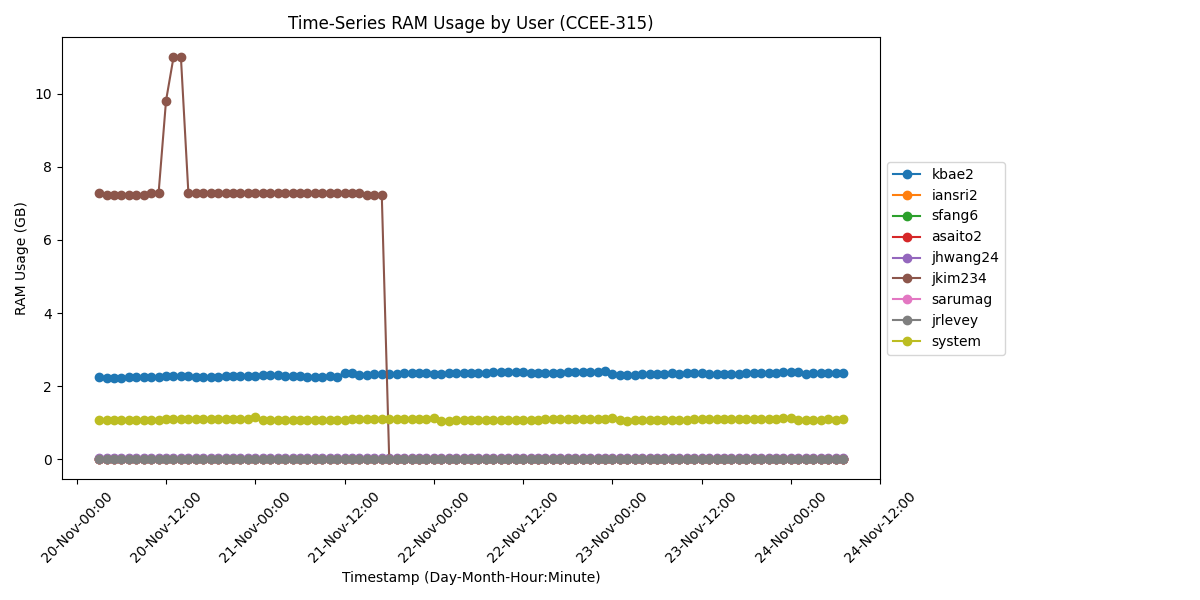 Time-Series RAM Usage by User (CCEE-315)
RAM Usage (GB)
10
8
6
4
2
0
20-Nov-00:00
20-Nov-12:00
21-Nov-00:00
21-Nov-12:00
22-Nov-00:00
22-Nov-12:00
23-Nov-00:00
23-Nov-12:00
24-Nov-00:00
24-Nov-12:00
Timestamp (Day-Month-Hour:Minute)
kbae2
iansri2
sfang6
asaito2
jhwang24
jkim234
sarumag
jrlevey
system